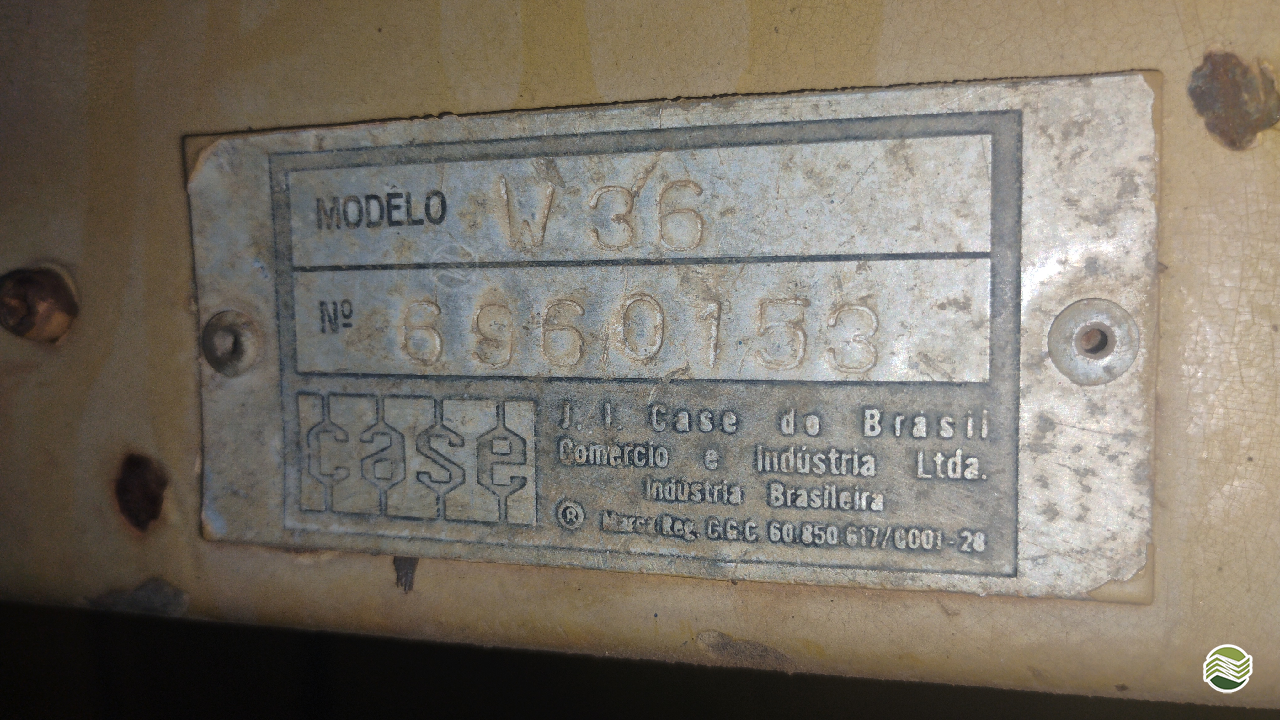 MODELO W 36
Nº 6960153
case
J. I. Case do Brasil
Comercio e Indústria Ltda.
Indústria Brasileira
® Marca Reg. C.G.C. 60.850.617/0001-28